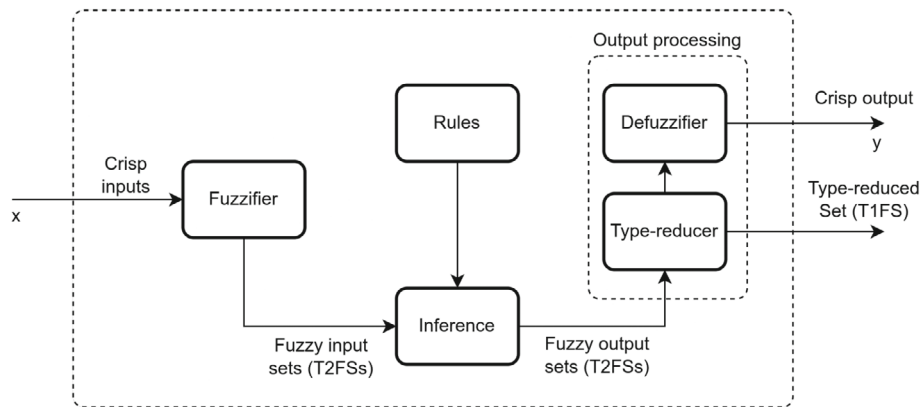 Output processing
Crisp output
Rules
Defuzzifier
y
Crisp
inputs
Fuzzifier
x
Type-reduced
Set (T1FS)
Type-reducer
Inference
Fuzzy input
sets (T2FSs)
Fuzzy output
sets (T2FSs)